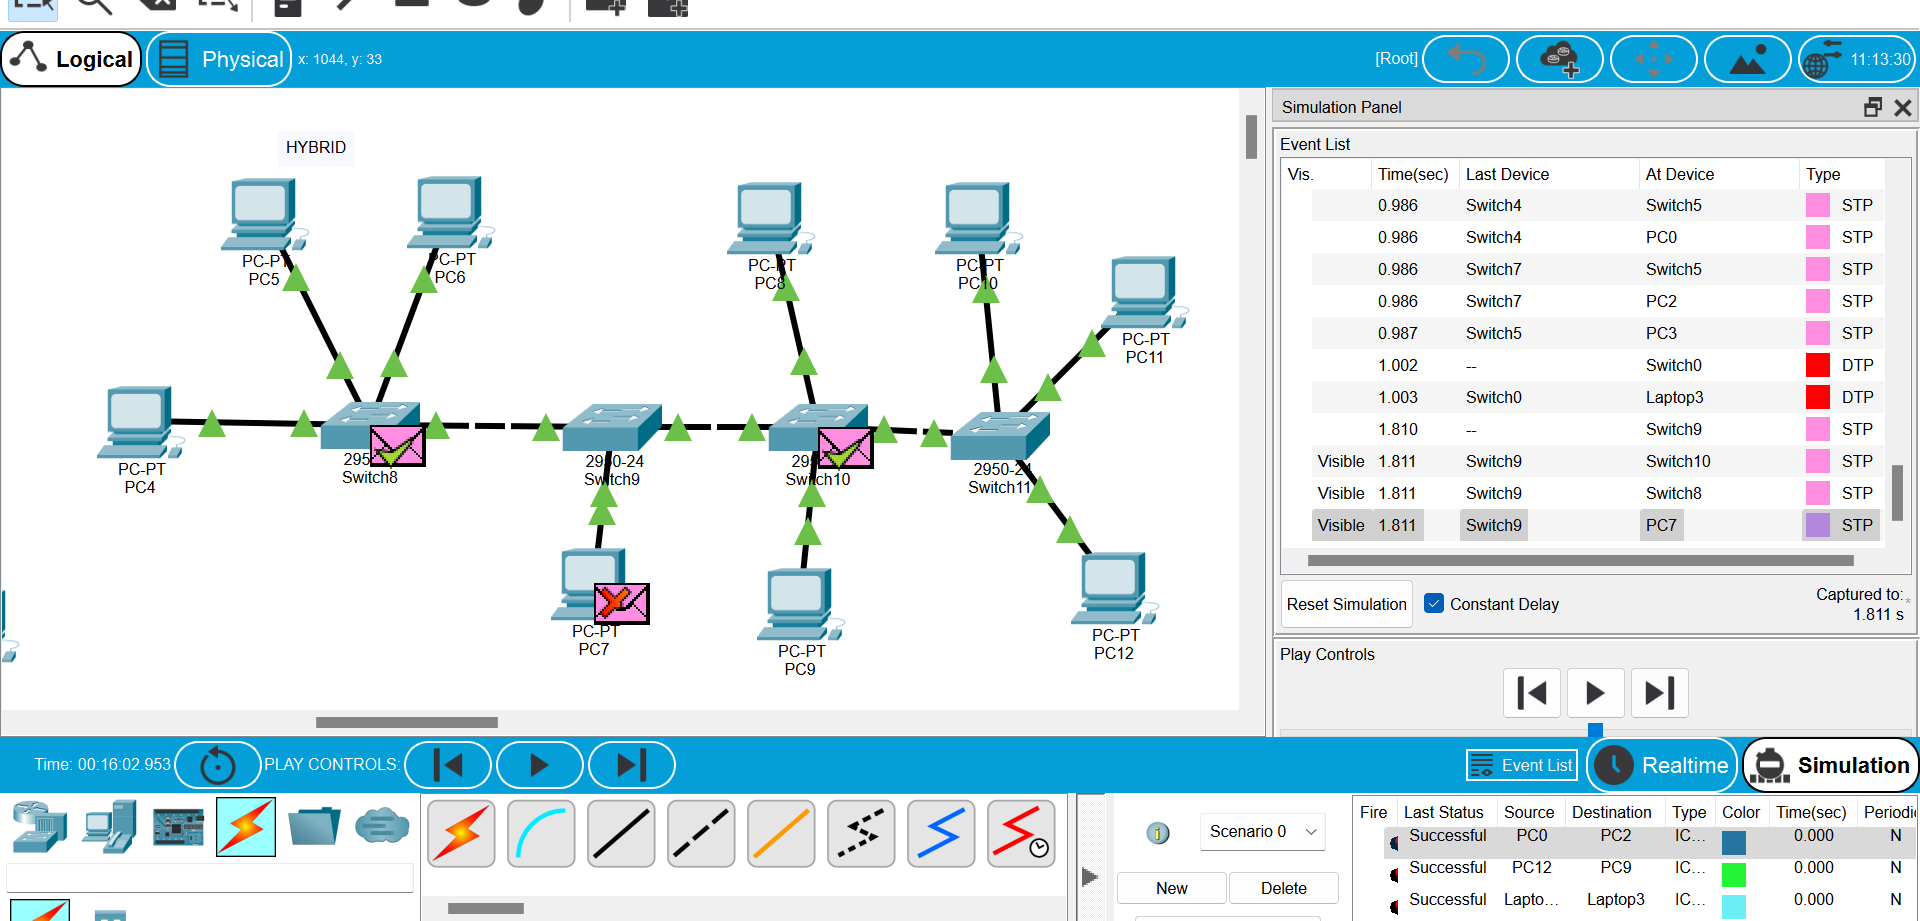 Logical
Physical
x: 1044, y: 33
[Root]
11:13:30
HYBRID
PC-PT
PC5
PC-PT
PC6
PC-PT
PC8
PC-PT
PC10
PC-PT
PC11
PC-PT
PC4
Switch8
2950-24
Switch9
Switch10
2950-24
Switch11
PC-PT
PC7
PC-PT
PC9
PC-PT
PC12
Simulation Panel
Event List
Vis. Time(sec) Last Device At Device Type
0.986 Switch4 Switch5 STP
0.986 Switch4 PC0 STP
0.986 Switch7 Switch5 STP
0.986 Switch7 PC2 STP
0.987 Switch5 PC3 STP
1.002 -- Switch0 DTP
1.003 Switch0 Laptop3 DTP
1.810 -- Switch9 STP
Visible 1.811 Switch9 Switch10 STP
Visible 1.811 Switch9 Switch8 STP
Visible 1.811 Switch9 PC7 STP
Reset Simulation
Constant Delay
Captured to:
1.811 s
Play Controls
Time: 00:16:02.953
PLAY CONTROLS:
Event List
Realtime
Simulation
Scenario 0
New
Delete
Fire Last Status Source Destination Type Color Time(sec) Periodic
Successful PC0 PC2 IC... 0.000 N
Successful PC12 PC9 IC... 0.000 N
Successful Lapto... Laptop3 IC... 0.000 N